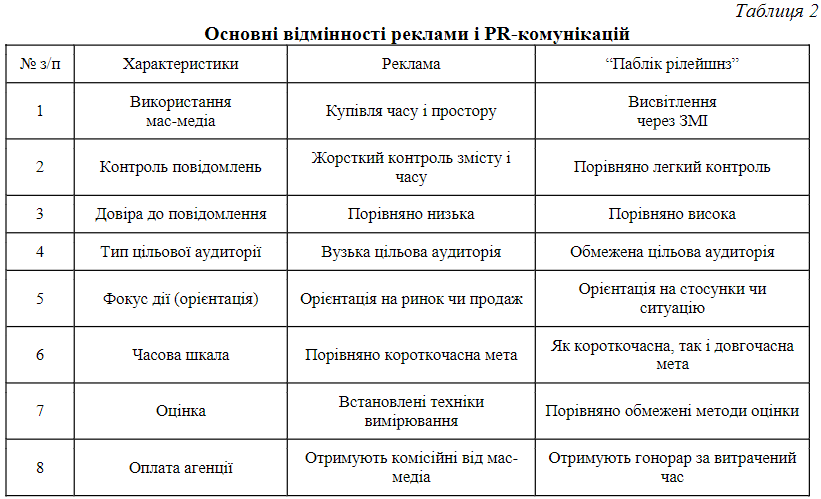 Таблиця 2
Основні відмінності реклами і PR-комунікацій
№ з/п Характеристики Реклама “Паблік рілейшнз”
1 Використання мас-медіа Купівля часу і простору Висвітлення через ЗМІ
2 Контроль повідомлень Жорсткий контроль змісту і часу Порівняно легкий контроль
3 Довіра до повідомлення Порівняно низька Порівняно висока
4 Тип цільової аудиторії Вузька цільова аудиторія Обмежена цільова аудиторія
5 Фокус дії (орієнтація) Орієнтація на ринок чи продаж Орієнтація на стосунки чи ситуацію
6 Часова шкала Порівняно короткочасна мета Як короткочасна, так і довгочасна мета
7 Оцінка Встановлені техніки вимірювання Порівняно обмежені методи оцінки
8 Оплата агенції Отримують комісійні від мас-медіа Отримують гонорар за витрачений час